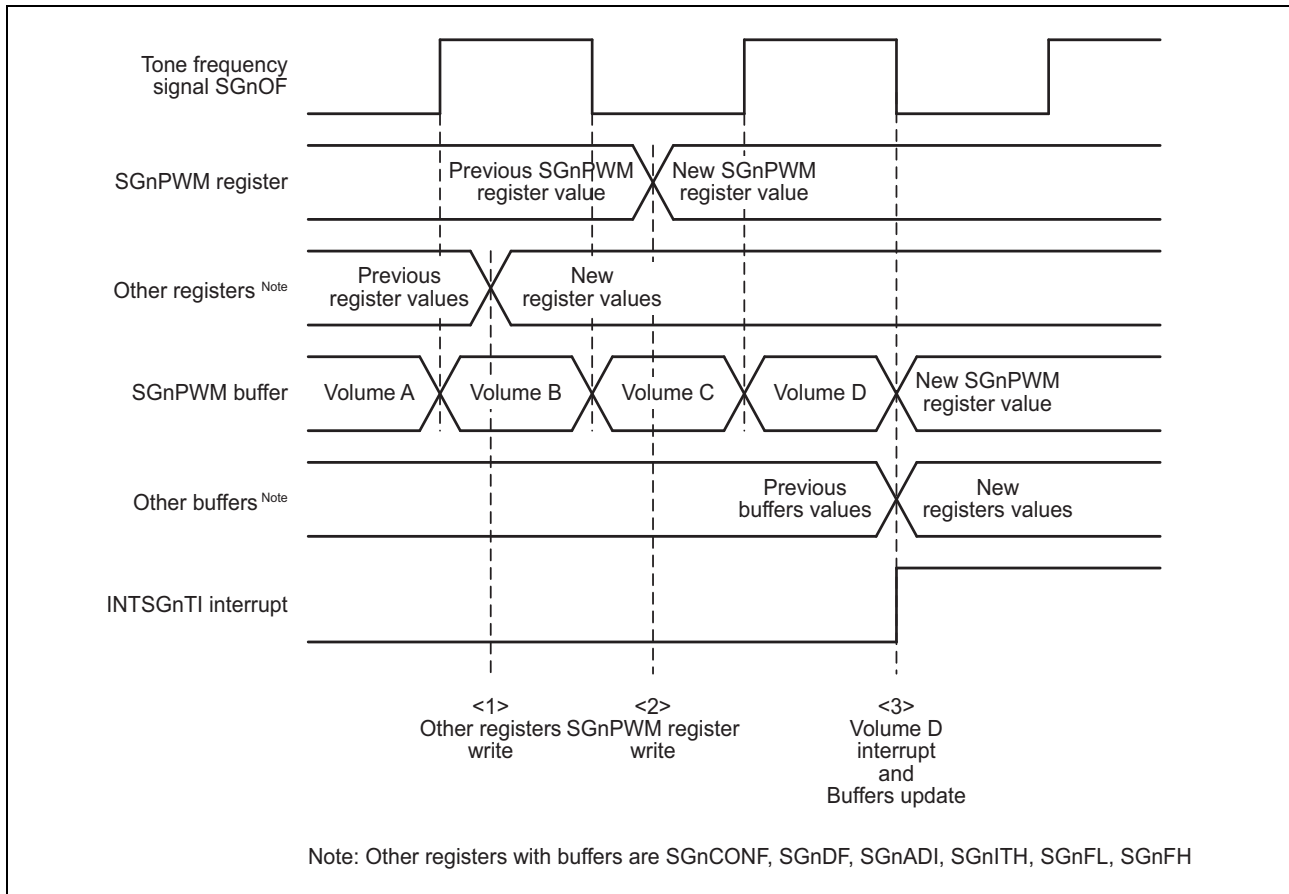 Tone frequency
signal SGnOF
SGnPWM register
Previous SGnPWM
register value
New SGnPWM
register value
Other registers Note
Previous
register values
New
register values
SGnPWM buffer
Volume A
Volume B
Volume C
Volume D
New SGnPWM
register value
Other buffers Note
Previous
buffers values
New
registers values
INTSGnTI interrupt
<1>
Other registers
write
<2>
SGnPWM register
write
<3>
Volume D
interrupt
and
Buffers update
Note: Other registers with buffers are SGnCONF, SGnDF, SGnADI, SGnITH, SGnFL, SGnFH